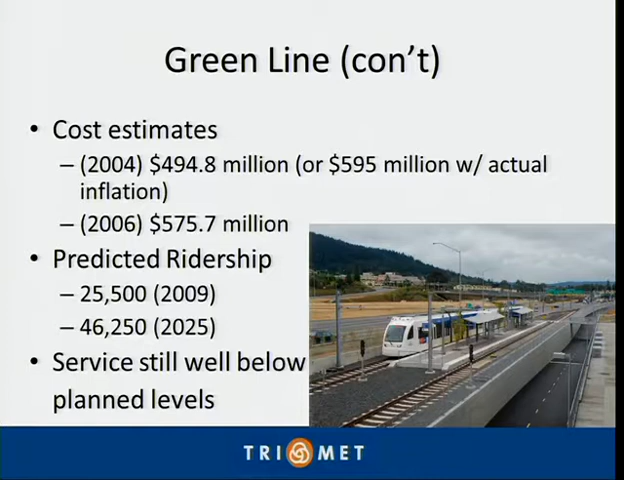 Green Line (con't)
• Cost estimates
– (2004) $494.8 million (or $595 million w/ actual
inflation)
– (2006) $575.7 million
• Predicted Ridership
– 25,500 (2009)
– 46,250 (2025)
• Service still well below
planned levels
TRI MET